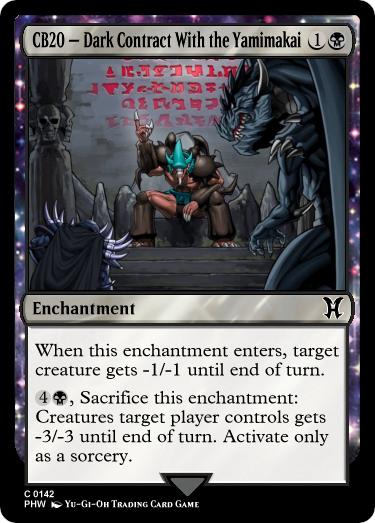 CB20 – Dark Contract With the Yamimakai 1
Enchantment
When this enchantment enters, target
creature gets -1/-1 until end of turn.
4, Sacrifice this enchantment:
Creatures target player controls gets
-3/-3 until end of turn. Activate only
as a sorcery.
C 0142
PHW Yu-Gi-Oh Trading Card Game